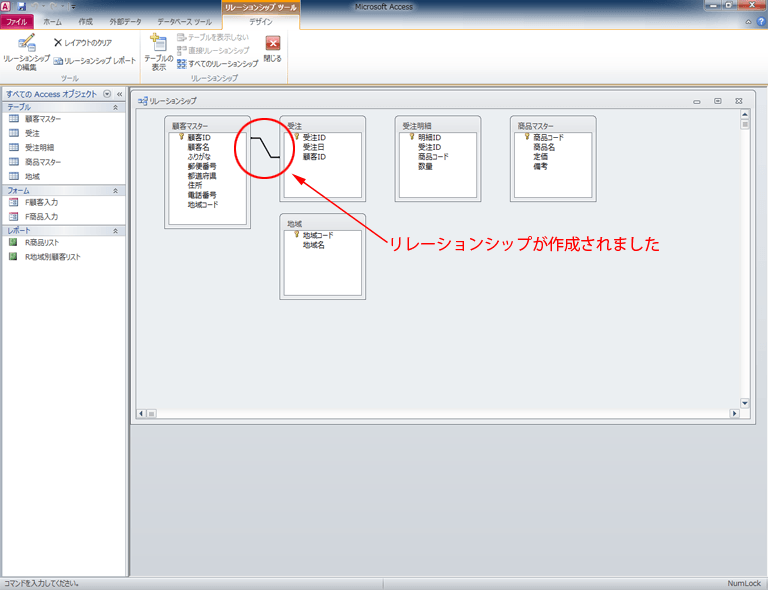 リレーションシップ ツール
Microsoft Access
ファイル ホーム 作成 外部データ データベース ツール デザイン
リレーションシップの編集
レイアウトのクリア
リレーションシップ レポート
ツール
テーブルの表示
テーブルを表示しない
直接リレーションシップ
すべてのリレーションシップ
閉じる
リレーションシップ
すべての Access オブジェクト
テーブル
顧客マスター
受注
受注明細
商品マスター
地域
フォーム
F顧客入力
F商品入力
レポート
R商品リスト
R地域別顧客リスト
リレーションシップ
顧客マスター
顧客ID
顧客名
ふりがな
郵便番号
都道府県
住所
電話番号
地域コード
受注
受注ID
受注日
顧客ID
受注明細
明細ID
受注ID
商品コード
数量
商品マスター
商品コード
商品名
定価
備考
地域
地域コード
地域名
リレーションシップが作成されました
コマンドを入力してください。
NumLock